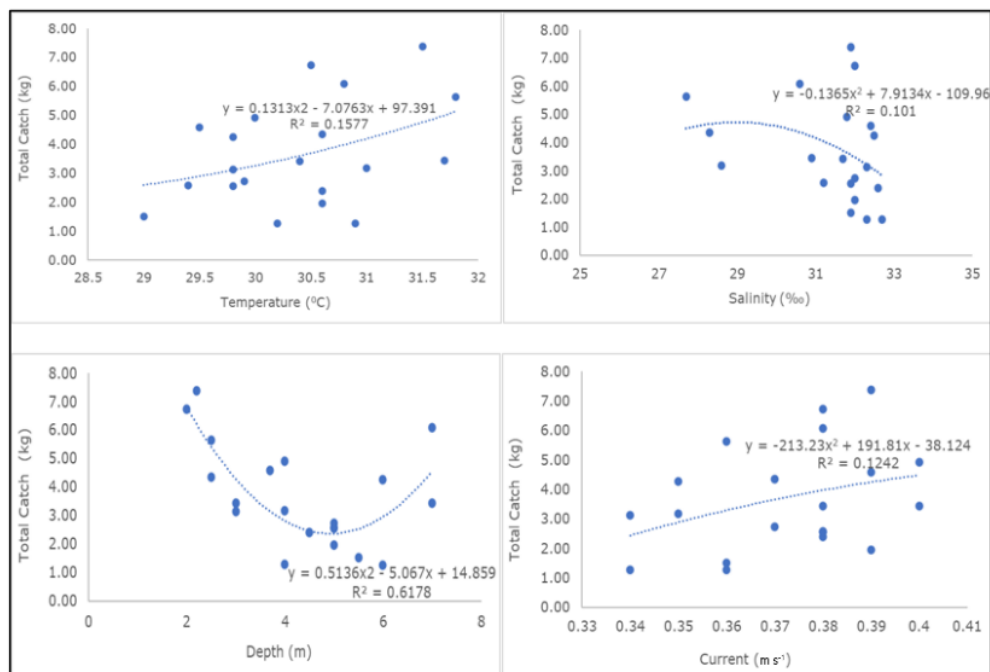 8.00
7.00
6.00
5.00
4.00
3.00
2.00
1.00
0.00
Total Catch (kg)
y = 0.1313x2 - 7.0763x + 97.391
R² = 0.1577
28.5 29 29.5 30 30.5 31 31.5 32
Temperature (⁰C)
8.00
7.00
6.00
5.00
4.00
3.00
2.00
1.00
0.00
Total Catch (kg)
y = -0.1365x² + 7.9134x - 109.96
R² = 0.101
25 27 29 31 33 35
Salinity (‰)
8.00
7.00
6.00
5.00
4.00
3.00
2.00
1.00
0.00
Total Catch (kg)
y = 0.5136x2 - 5.067x + 14.859
R² = 0.6178
0 2 4 6 8
Depth (m)
8.00
7.00
6.00
5.00
4.00
3.00
2.00
1.00
0.00
Total Catch (kg)
y = -213.23x² + 191.81x - 38.124
R² = 0.1242
0.33 0.34 0.35 0.36 0.37 0.38 0.39 0.4 0.41
Current (m s⁻¹)